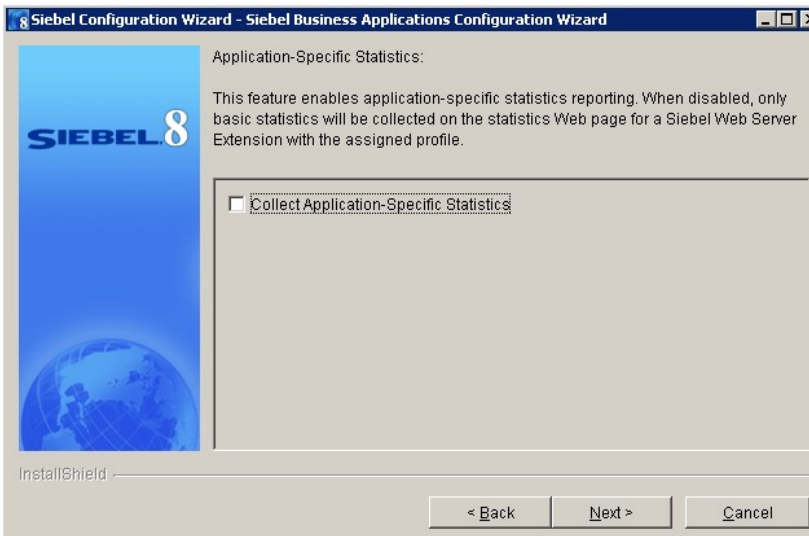 Siebel Configuration Wizard - Siebel Business Applications Configuration Wizard
Application-Specific Statistics:
This feature enables application-specific statistics reporting. When disabled, only
basic statistics will be collected on the statistics Web page for a Siebel Web Server
Extension with the assigned profile.
SIEBEL.8
Collect Application-Specific Statistics
InstallShield
< Back
Next >
Cancel